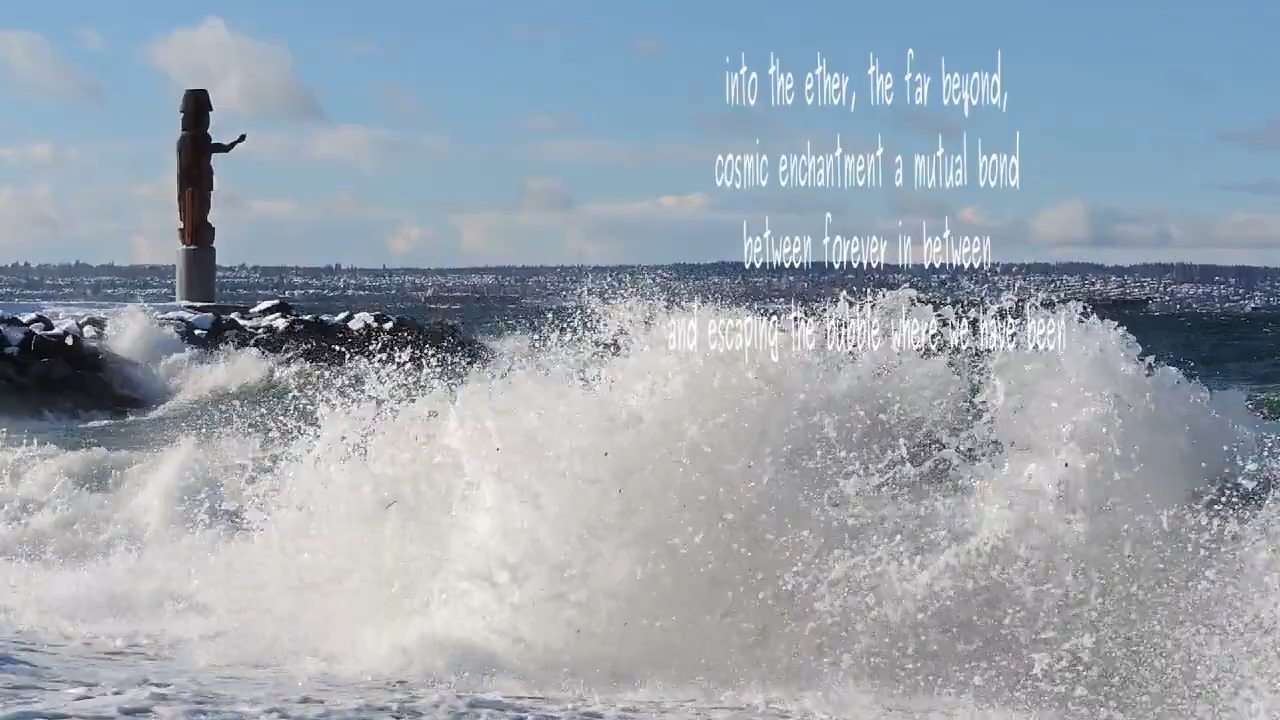 into the ether, the far beyond,
cosmic enchantment a mutual bond
between forever in between
and escaping the bubble where we have been